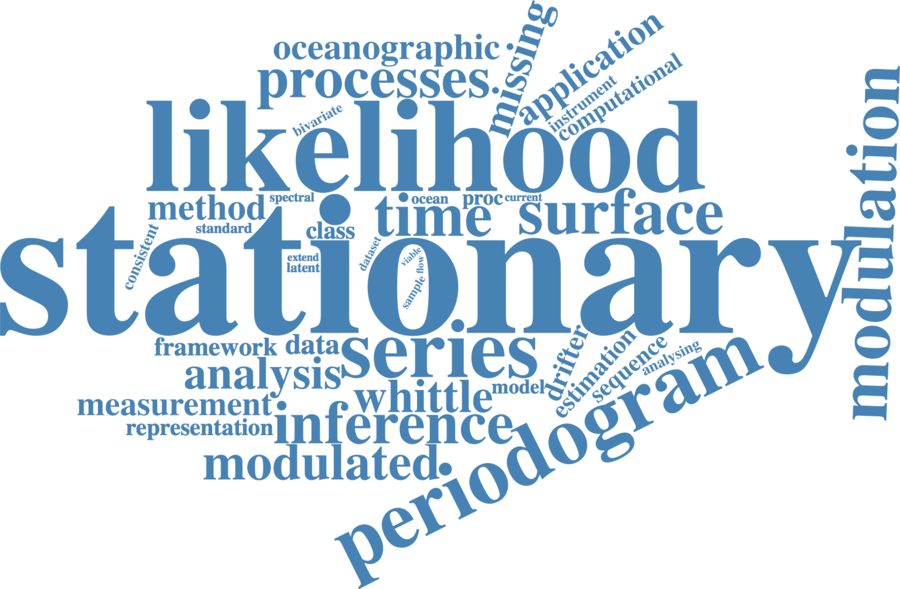 oceanographic
processes
missing
application
instrument
computational
bivariate
likelihood
modulation
method
spectral
standard
class
time
ocean
proc
current
surface
consistent
stationary
extend
latent
dataset
viable
flow
sample
framework
data
series
drifter
estimation
sequence
analysing
analysis
whittle
model
measurement
representation
inference
modulated
periodogram